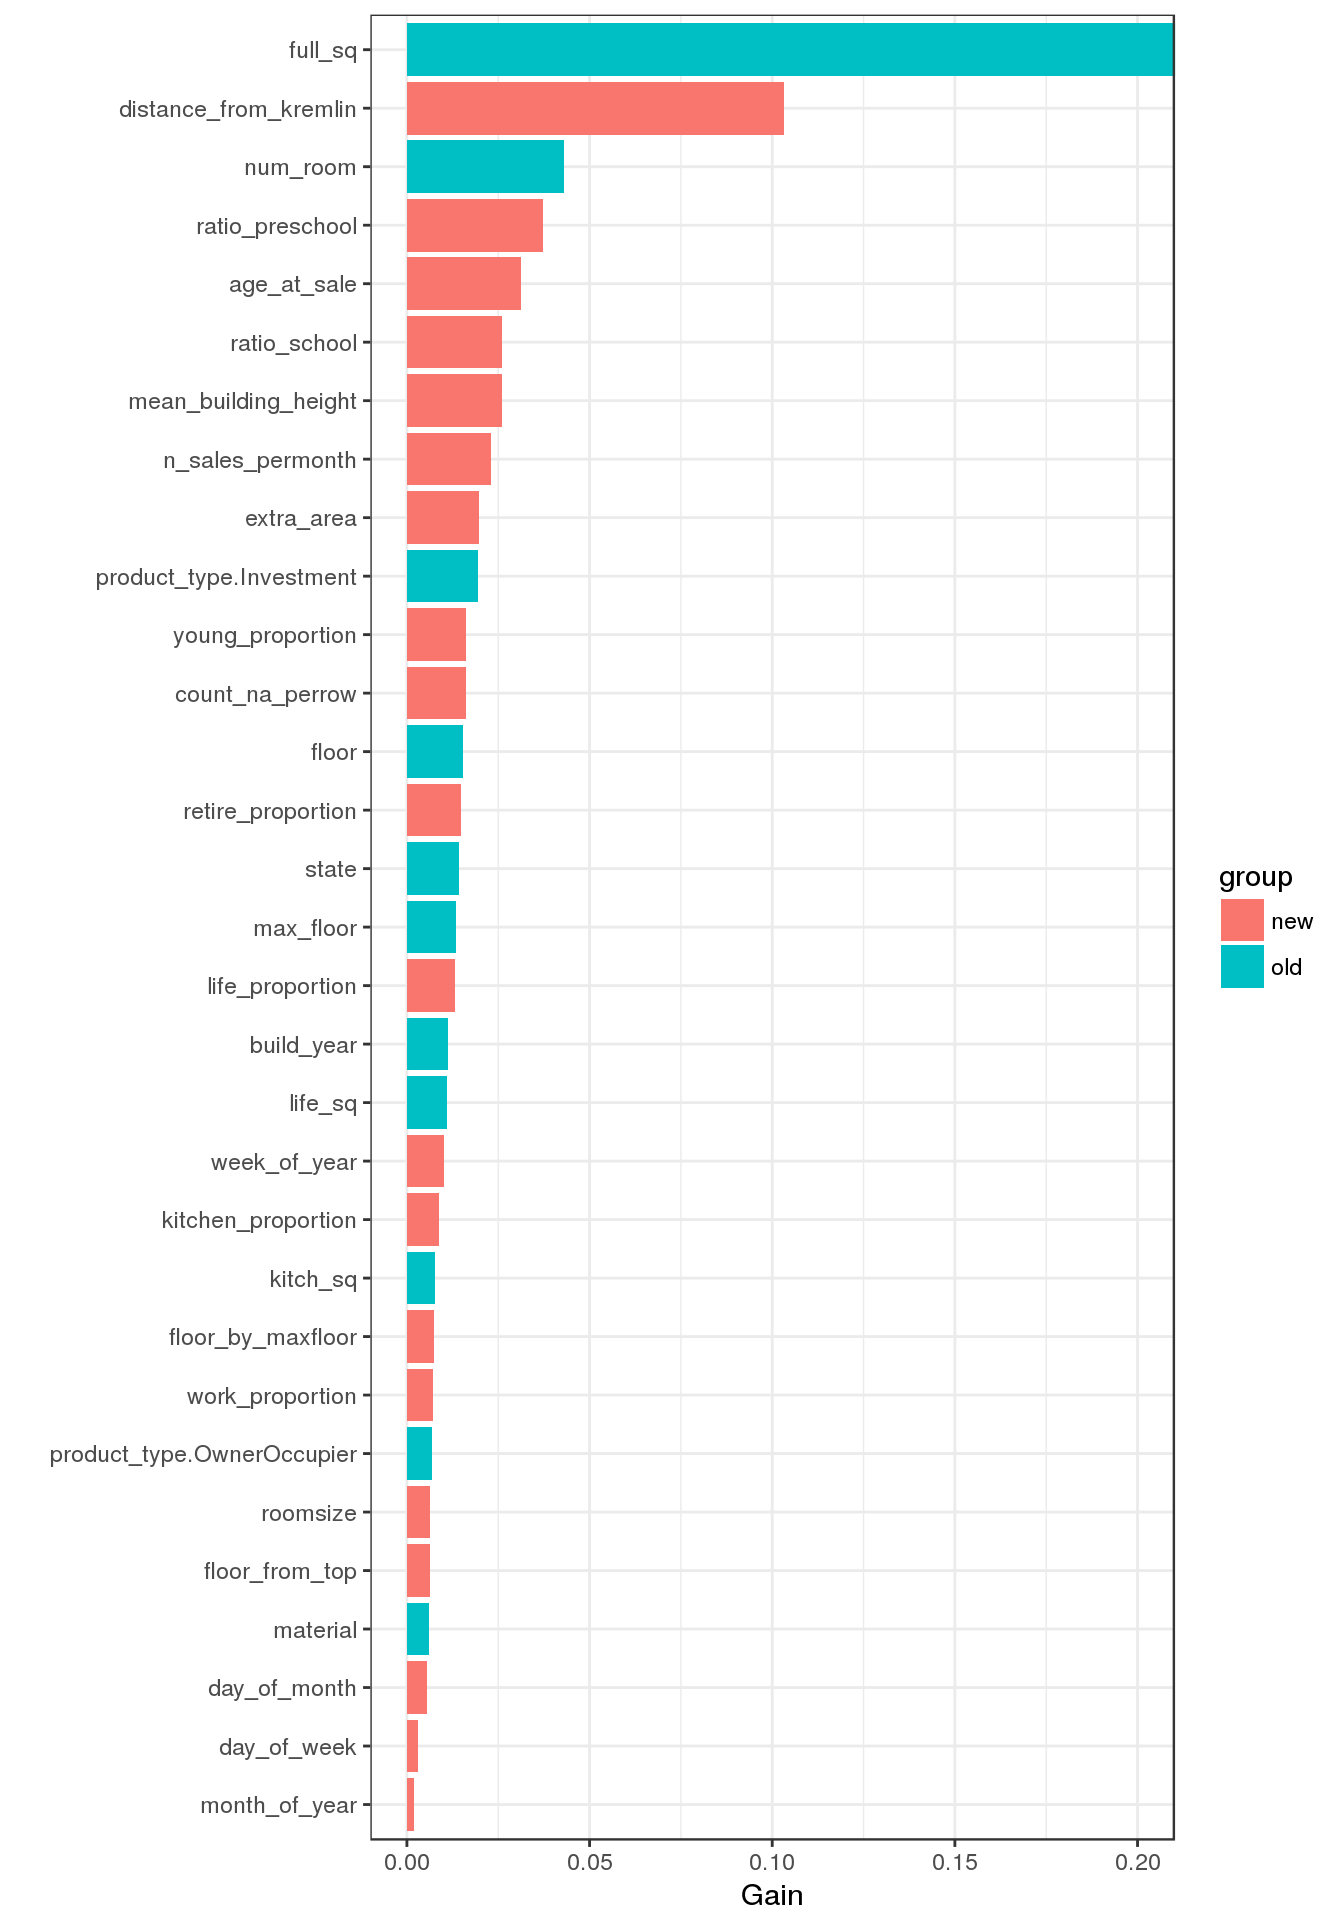 full_sq
distance_from_kremlin
num_room
ratio_preschool
age_at_sale
ratio_school
mean_building_height
n_sales_permonth
extra_area
product_type.Investment
young_proportion
count_na_perrow
floor
retire_proportion
state
max_floor
life_proportion
build_year
life_sq
week_of_year
kitchen_proportion
kitch_sq
floor_by_maxfloor
work_proportion
product_type.OwnerOccupier
roomsize
floor_from_top
material
day_of_month
day_of_week
month_of_year
0.00 0.05 0.10 0.15 0.20
Gain
group
new
old